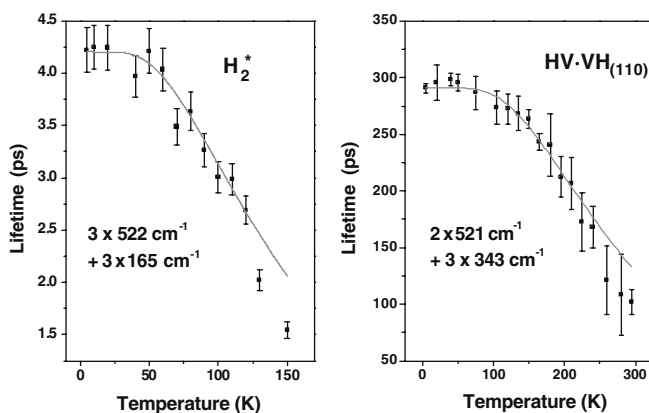 H2*
3 x 522 cm-1
+ 3 x 165 cm-1
Lifetime (ps)
4.5
4.0
3.5
3.0
2.5
2.0
1.5
0
50
100
150
Temperature (K)
HV·VH(110)
2 x 521 cm-1
+ 3 x 343 cm-1
Lifetime (ps)
350
300
250
200
150
100
50
0
100
200
300
Temperature (K)